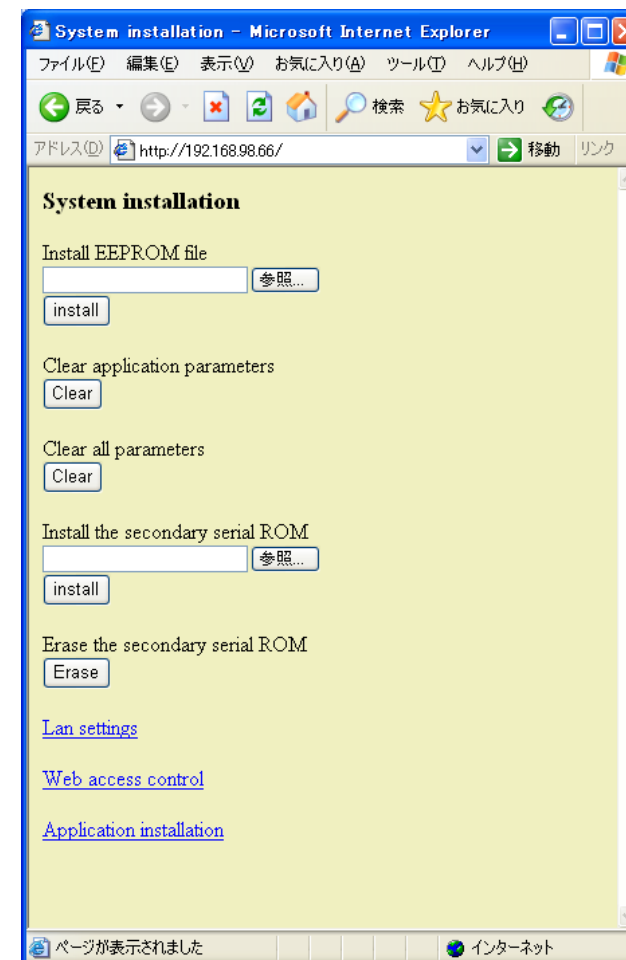 System installation - Microsoft Internet Explorer
ファイル(F) 編集(E) 表示(V) お気に入り(A) ツール(T) ヘルプ(H)
戻る 検索 お気に入り
アドレス(D) http://192.168.98.66/ 移動 リンク
System installation
Install EEPROM file
参照...
install
Clear application parameters
Clear
Clear all parameters
Clear
Install the secondary serial ROM
参照...
install
Erase the secondary serial ROM
Erase
Lan settings
Web access control
Application installation
ページが表示されました インターネット